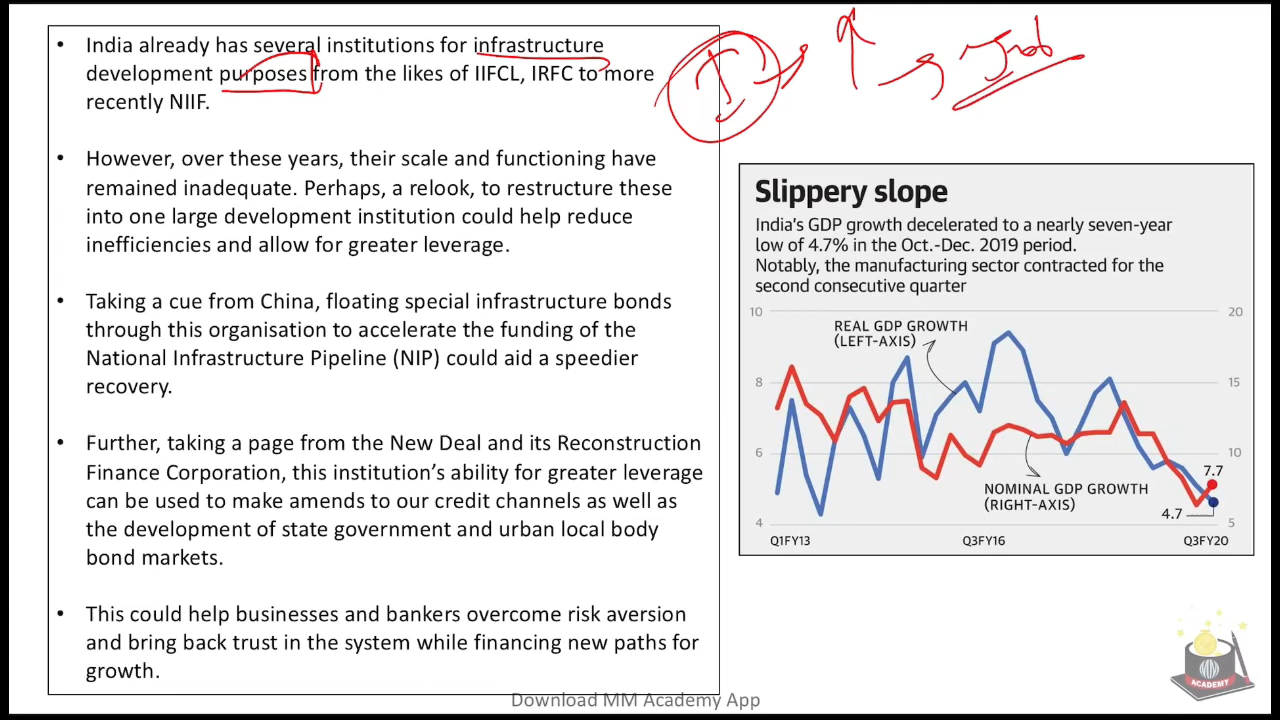 • India already has several institutions for infrastructure
development purposes from the likes of IIFCL, IRFC to more
recently NIIF.
• However, over these years, their scale and functioning have
remained inadequate. Perhaps, a relook, to restructure these
into one large development institution could help reduce
inefficiencies and allow for greater leverage.
• Taking a cue from China, floating special infrastructure bonds
through this organisation to accelerate the funding of the
National Infrastructure Pipeline (NIP) could aid a speedier
recovery.
• Further, taking a page from the New Deal and its Reconstruction
Finance Corporation, this institution’s ability for greater leverage
can be used to make amends to our credit channels as well as
the development of state government and urban local body
bond markets.
• This could help businesses and bankers overcome risk aversion
and bring back trust in the system while financing new paths for
growth.
I
Slippery slope
India's GDP growth decelerated to a nearly seven-year
low of 4.7% in the Oct.-Dec. 2019 period.
Notably, the manufacturing sector contracted for the
second consecutive quarter
10 20
REAL GDP GROWTH
(LEFT-AXIS)
8 15
6 10
7.7
NOMINAL GDP GROWTH
(RIGHT-AXIS)
4.7
4 5
Q1FY13 Q3FY16 Q3FY20
ACADEMY
Download MM Academy App